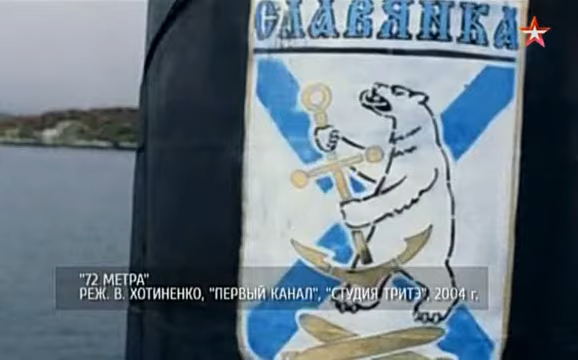 СЛАВЯНКА
"72 МЕТРА"
РЕЖ. В. ХОТИНЕНКО, "ПЕРВЫЙ КАНАЛ", "СТУДИЯ ТРИТЭ", 2004 г.